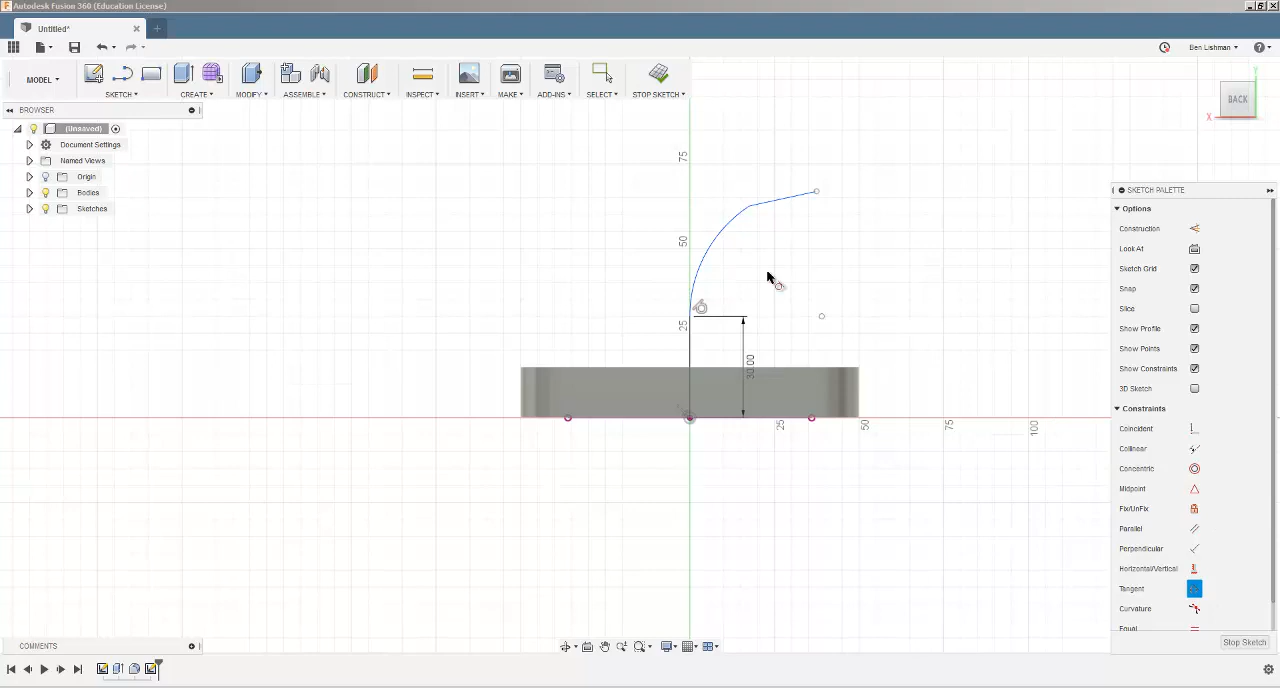 Autodesk Fusion 360 (Education License)
Untitled*
Ben Lishman
MODEL
SKETCH
CREATE
MODIFY
ASSEMBLE
CONSTRUCT
INSPECT
INSERT
MAKE
ADD-INS
SELECT
STOP SKETCH
BROWSER
(Unsaved)
Document Settings
Named Views
Origin
Bodies
Sketches
Y
BACK
X
75
50
25
30.00
25
50
75
100
SKETCH PALETTE
Options
Construction
Look At
Sketch Grid
Snap
Slice
Show Profile
Show Points
Show Constraints
3D Sketch
Constraints
Coincident
Collinear
Concentric
Midpoint
Fix/UnFix
Parallel
Perpendicular
Horizontal/Vertical
Tangent
Curvature
Equal
Stop Sketch
COMMENTS